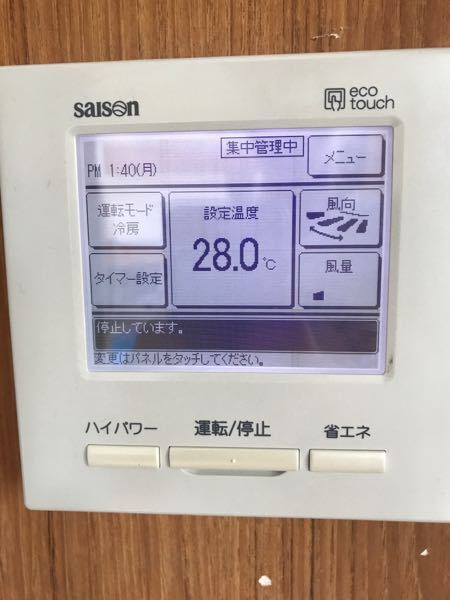 saison
eco
touch
集中管理中
メニュー
PM 1:40(月)
運転モード
冷房
設定温度
28.0℃
風向
タイマー設定
風量
停止しています。
変更はパネルをタッチしてください。
ハイパワー
運転/停止
省エネ